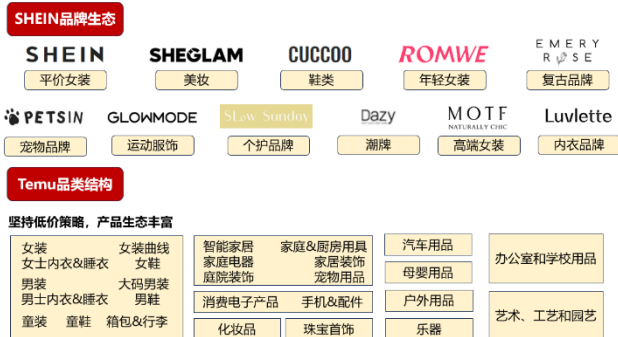 SHEIN品牌生态
SHEIN SHEGLAM CUCCOO ROMWE EMERY ROSE
平价女装 美妆 鞋类 年轻女装 复古品牌
PETSIN GLOWMODE SLow Sunday Dazy MOTF Luvlette
NATURALLY CHIC
宠物品牌 运动服饰 个护品牌 潮牌 高端女装 内衣品牌
Temu品类结构
坚持低价策略，产品生态丰富
女装 女装曲线
女士内衣&睡衣 女鞋
男装 大码男装
男士内衣&睡衣 男鞋
童装 童鞋 箱包&行李
智能家居 家庭&厨房用具
家庭电器 家居装饰
庭院装饰 宠物用品
消费电子产品 手机&配件
化妆品 珠宝首饰
汽车用品
母婴用品
户外用品
乐器
办公室和学校用品
艺术、工艺和园艺